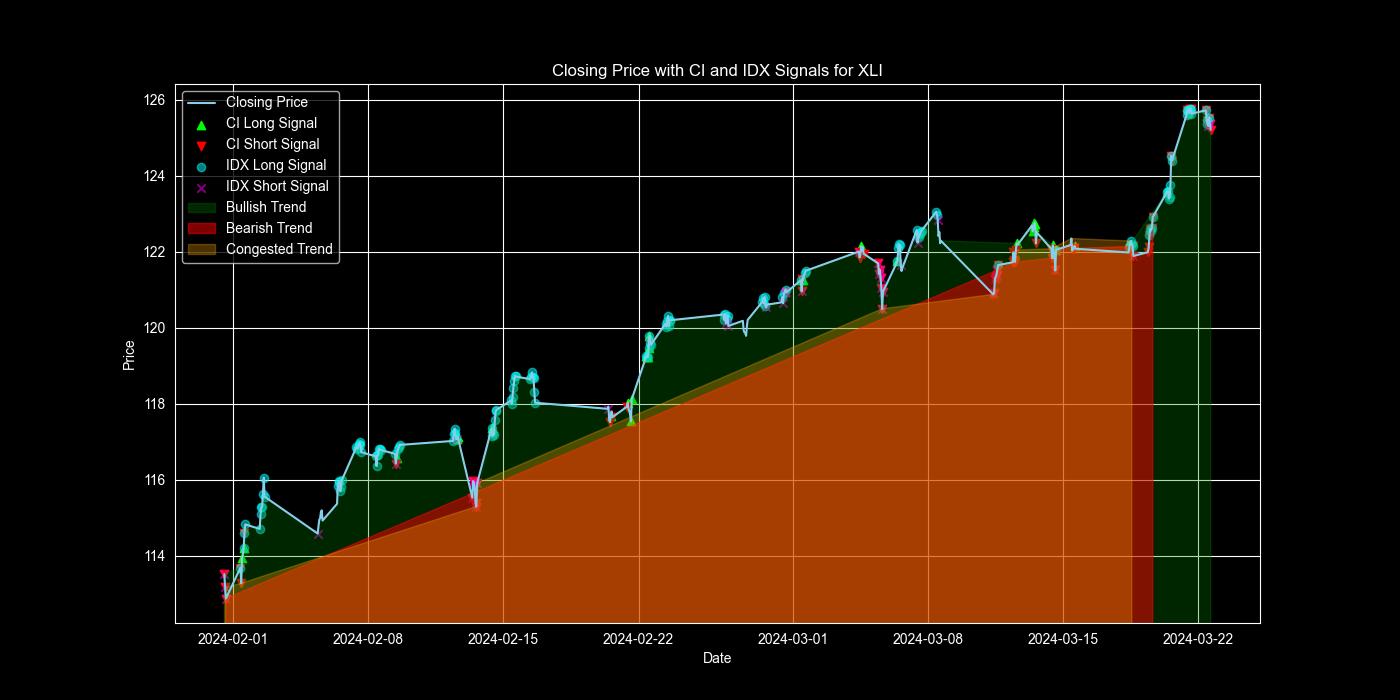 Closing Price with CI and IDX Signals for XLI
126
124
122
120
118
116
114
Price
Closing Price
CI Long Signal
CI Short Signal
IDX Long Signal
IDX Short Signal
Bullish Trend
Bearish Trend
Congested Trend
2024-02-01 2024-02-08 2024-02-15 2024-02-22 2024-03-01 2024-03-08 2024-03-15 2024-03-22
Date